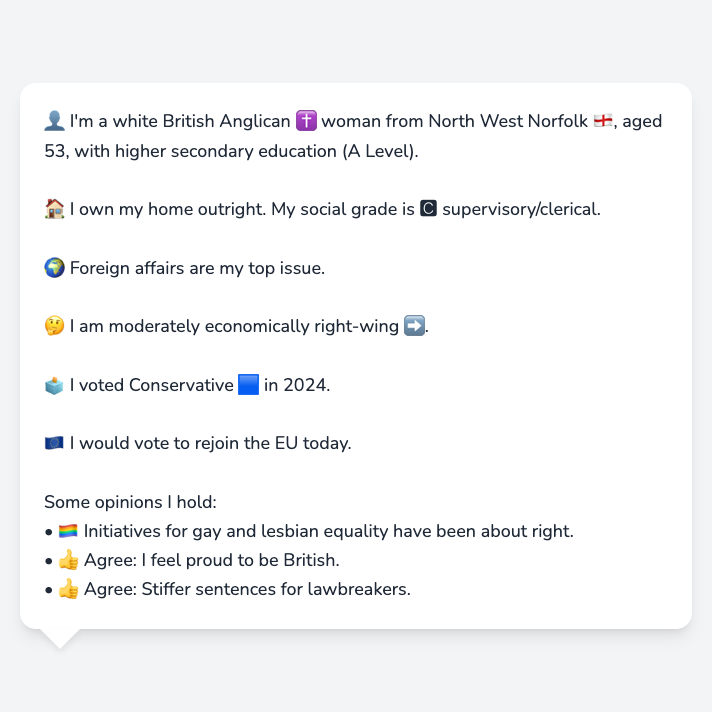 👤 I'm a white British Anglican ✝️ woman from North West Norfolk 🏴󠁧󠁢󠁥󠁮󠁧󠁿, aged
53, with higher secondary education (A Level).
🏠 I own my home outright. My social grade is 🅲 supervisory/clerical.
🌍 Foreign affairs are my top issue.
🤔 I am moderately economically right-wing ➡️.
🗳️ I voted Conservative 🟦 in 2024.
🇪🇺 I would vote to rejoin the EU today.
Some opinions I hold:
• 🏳️‍🌈 Initiatives for gay and lesbian equality have been about right.
• 👍 Agree: I feel proud to be British.
• 👍 Agree: Stiffer sentences for lawbreakers.